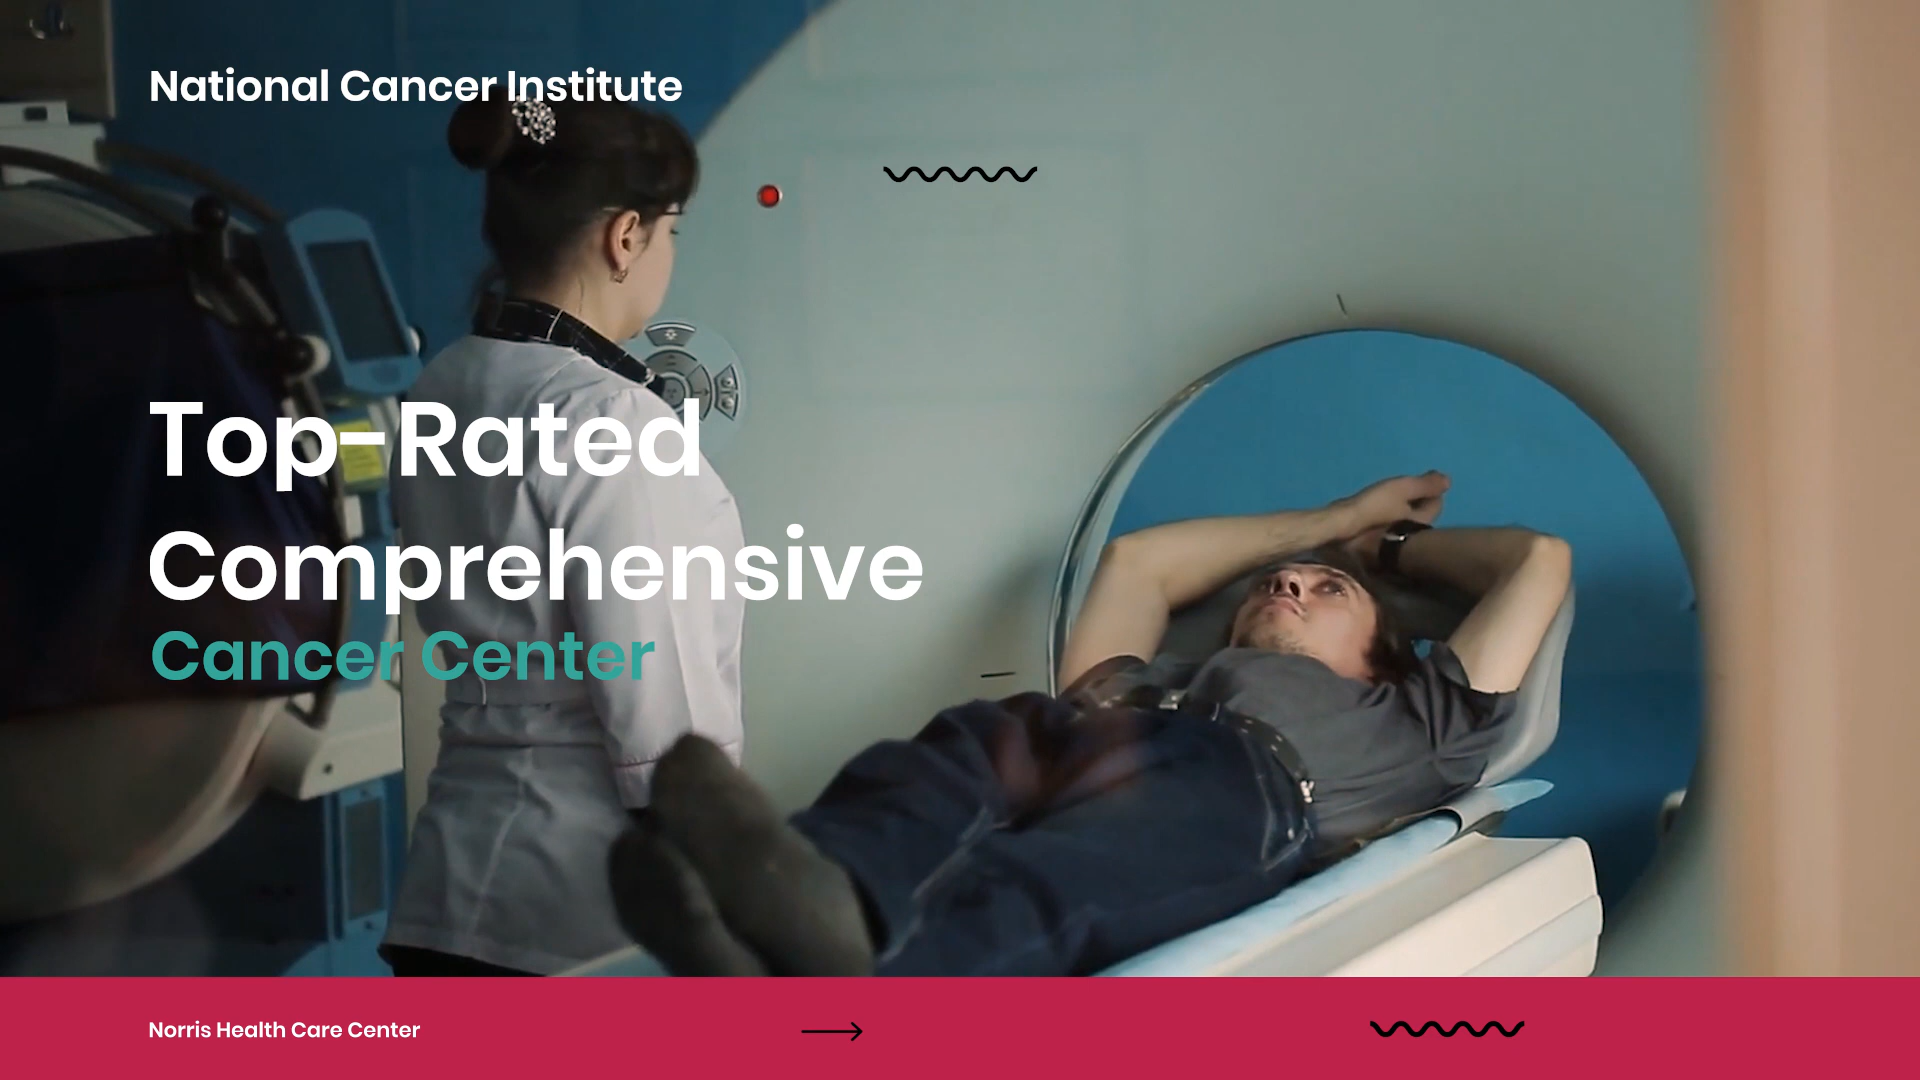 National Cancer Institute
Top-Rated
Comprehensive
Cancer Center
Norris Health Care Center